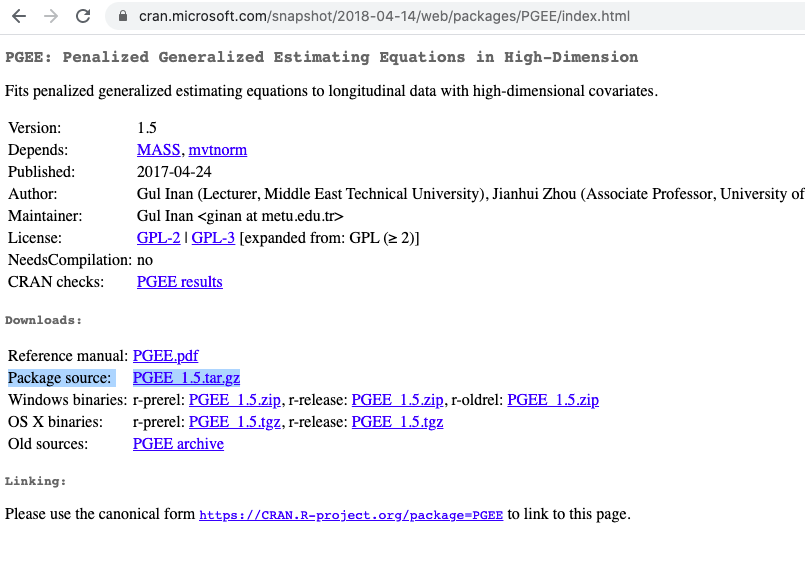 cran.microsoft.com/snapshot/2018-04-14/web/packages/PGEE/index.html
PGEE: Penalized Generalized Estimating Equations in High-Dimension
Fits penalized generalized estimating equations to longitudinal data with high-dimensional covariates.
Version: 1.5
Depends: MASS, mvtnorm
Published: 2017-04-24
Author: Gul Inan (Lecturer, Middle East Technical University), Jianhui Zhou (Associate Professor, University of
Maintainer: Gul Inan <ginan at metu.edu.tr>
License: GPL-2 | GPL-3 [expanded from: GPL (≥ 2)]
NeedsCompilation: no
CRAN checks: PGEE results
Downloads:
Reference manual: PGEE.pdf
Package source: PGEE_1.5.tar.gz
Windows binaries: r-prerel: PGEE_1.5.zip, r-release: PGEE_1.5.zip, r-oldrel: PGEE_1.5.zip
OS X binaries: r-prerel: PGEE_1.5.tgz, r-release: PGEE_1.5.tgz
Old sources: PGEE archive
Linking:
Please use the canonical form https://CRAN.R-project.org/package=PGEE to link to this page.